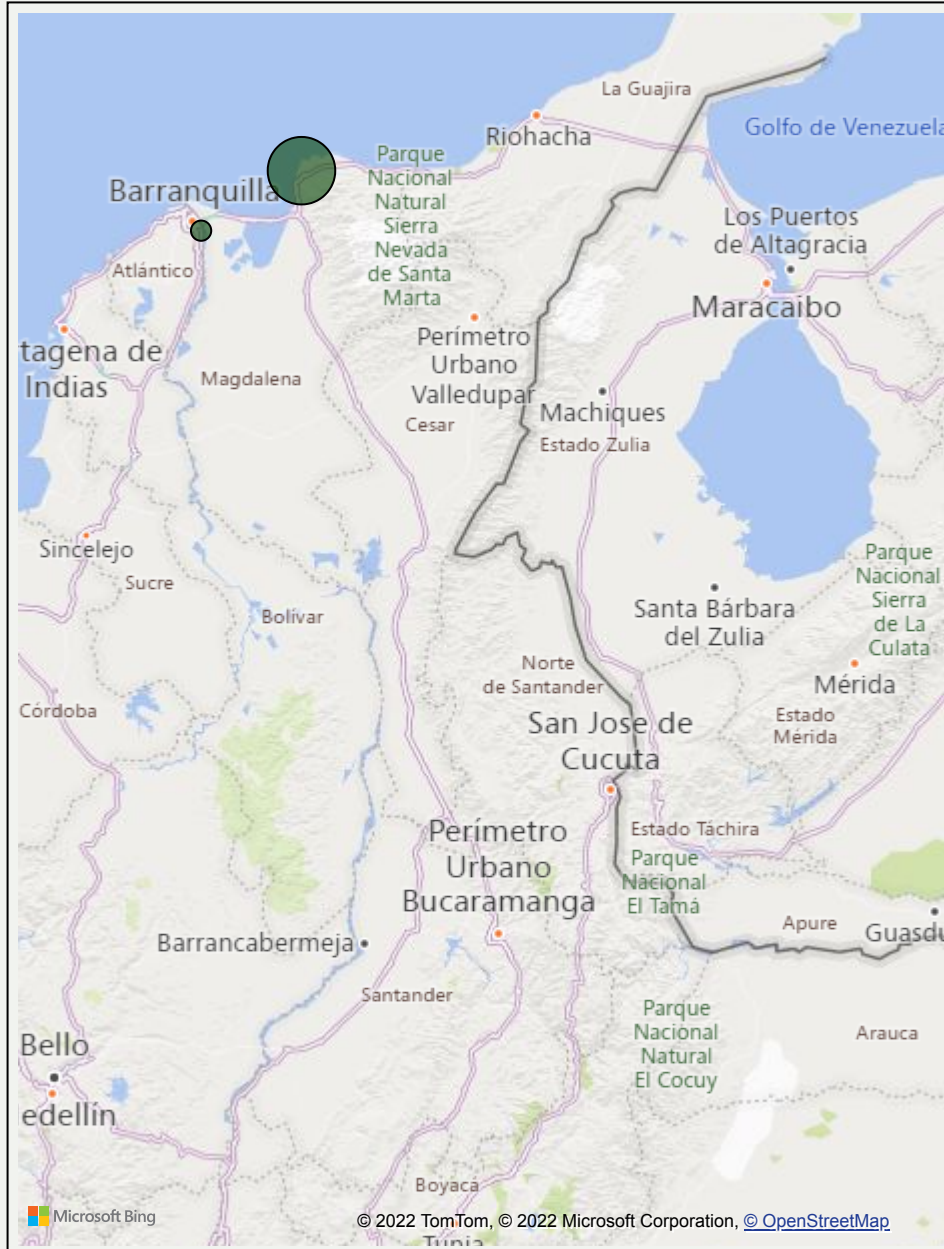 La Guajira
Riohacha
Golfo de Venezuela
Parque
Nacional
Natural
Sierra
Nevada
de Santa
Marta
Barranquilla
Los Puertos
de Altagracia
Atlántico
Maracaibo
tagena de
Indias
Perímetro
Urbano
Valledupar
Magdalena
Machiques
Cesar
Estado Zulia
Sincelejo
Parque
Nacional
Sierra
de La
Culata
Sucre
Santa Bárbara
del Zulia
Bolívar
Norte
de Santander
Mérida
Córdoba
Estado
Mérida
San Jose de
Cucuta
Perímetro
Urbano
Bucaramanga
Estado Táchira
Parque
Nacional
El Tamá
Apure
Guasdu
Barrancabermeja
Santander
Parque
Nacional
Natural
El Cocuy
Arauca
Bello
edellín
Boyacá
Tunja
Microsoft Bing
© 2022 TomTom, © 2022 Microsoft Corporation, © OpenStreetMap